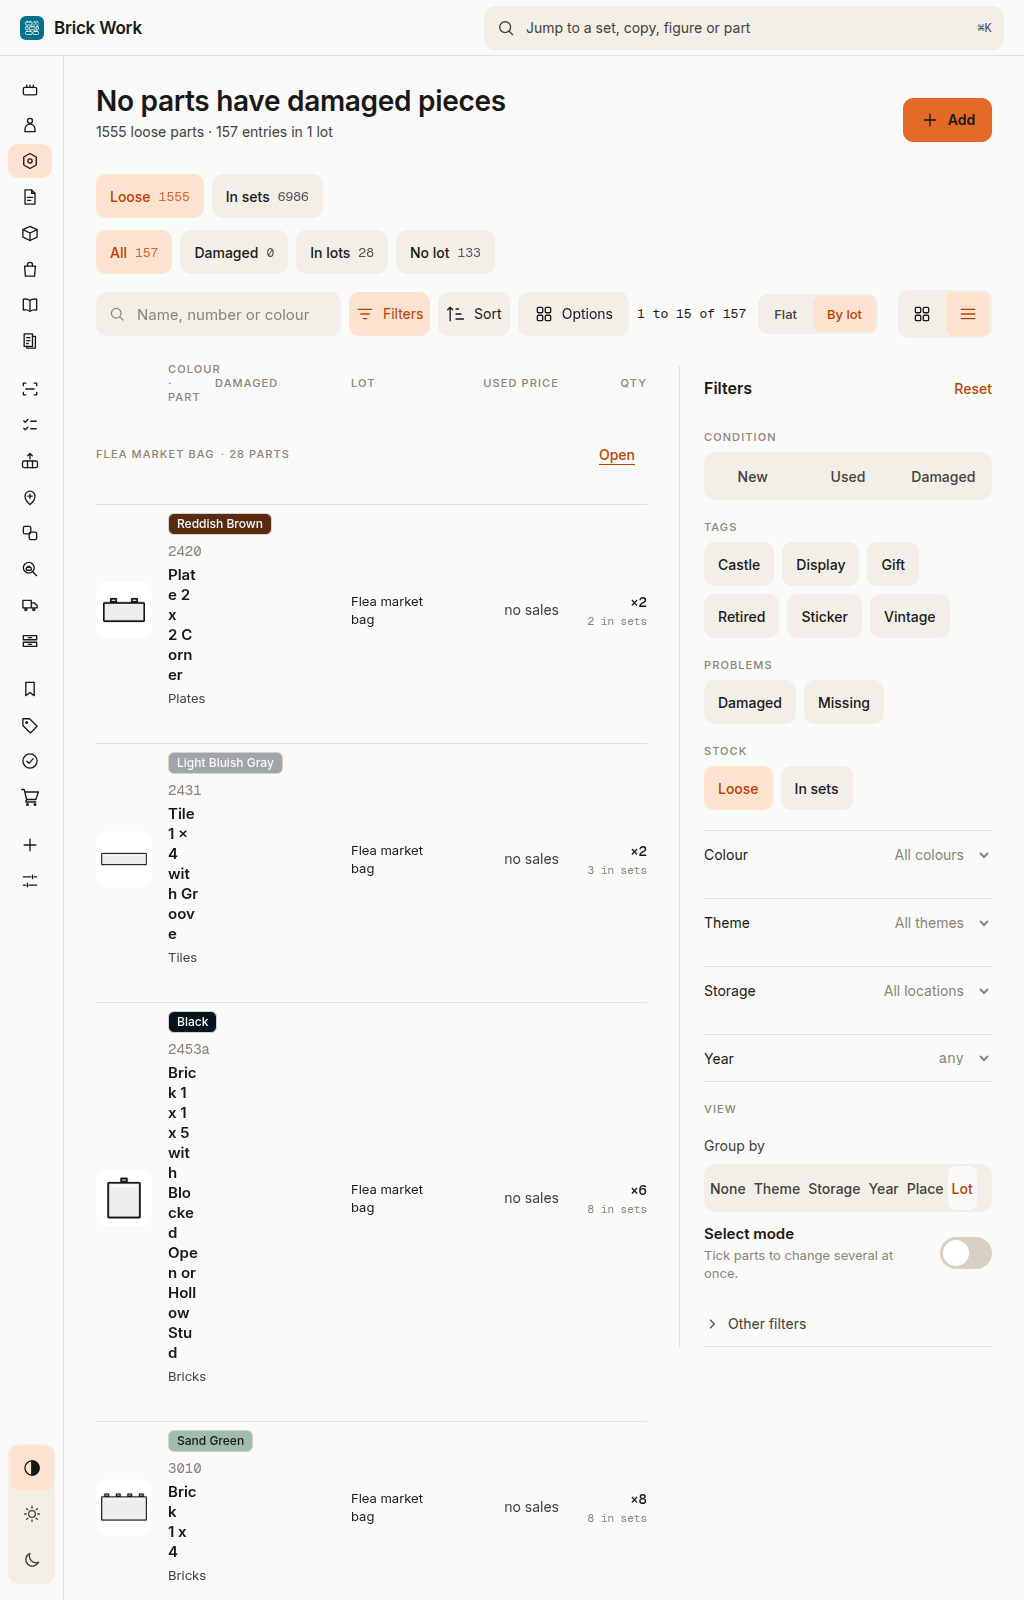 Brick Work
Jump to a set, copy, figure or part
⌘K
No parts have damaged pieces
1555 loose parts · 157 entries in 1 lot
Add
Loose 1555
In sets 6986
All 157
Damaged 0
In lots 28
No lot 133
Name, number or colour
Filters
Sort
Options
1 to 15 of 157
Flat
By lot
COLOUR
·
PART
DAMAGED
LOT
USED PRICE
QTY
FLEA MARKET BAG · 28 PARTS
Open
Reddish Brown
2420
Plat
e 2
x
2 C
orn
er
Plates
Flea market
bag
no sales
×2
2 in sets
Light Bluish Gray
2431
Tile
1 ×
4
wit
h Gr
oov
e
Tiles
Flea market
bag
no sales
×2
3 in sets
Black
2453a
Bric
k 1
x 1
x 5
wit
h
Blo
cke
d
Ope
n or
Holl
ow
Stu
d
Bricks
Flea market
bag
no sales
×6
8 in sets
Sand Green
3010
Bric
k
1 x
4
Bricks
Flea market
bag
no sales
×8
8 in sets
Filters
Reset
CONDITION
New
Used
Damaged
TAGS
Castle
Display
Gift
Retired
Sticker
Vintage
PROBLEMS
Damaged
Missing
STOCK
Loose
In sets
Colour
All colours
Theme
All themes
Storage
All locations
Year
any
VIEW
Group by
None
Theme
Storage
Year
Place
Lot
Select mode
Tick parts to change several at
once.
Other filters